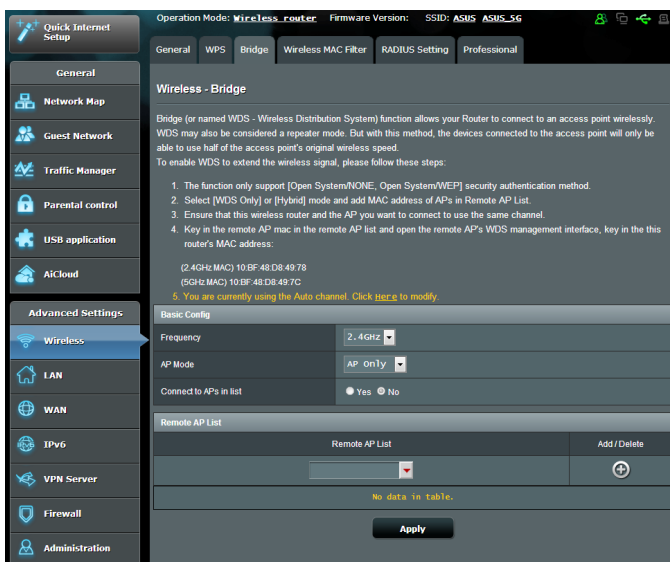 Quick Internet
Setup
Operation Mode: Wireless router Firmware Version: SSID: ASUS ASUS_5G
General WPS Bridge Wireless MAC Filter RADIUS Setting Professional
General
Network Map
Guest Network
Traffic Manager
Parental control
USB application
AiCloud
Advanced Settings
Wireless
LAN
WAN
IPv6
VPN Server
Firewall
Administration
Wireless - Bridge
Bridge (or named WDS - Wireless Distribution System) function allows your Router to connect to an access point wirelessly.
WDS may also be considered a repeater mode. But with this method, the devices connected to the access point will only be
able to use half of the access point's original wireless speed.
To enable WDS to extend the wireless signal, please follow these steps:
1. The function only support [Open System/NONE, Open System/WEP] security authentication method.
2. Select [WDS Only] or [Hybrid] mode and add MAC address of APs in Remote AP List.
3. Ensure that this wireless router and the AP you want to connect to use the same channel.
4. Key in the remote AP mac in the remote AP list and open the remote AP's WDS management interface, key in the this
router's MAC address:
(2.4GHz MAC) 10:BF:48:D8:49:78
(5GHz MAC) 10:BF:48:D8:49:7C
5. You are currently using the Auto channel. Click Here to modify.
Basic Config
Frequency 2.4GHz
AP Mode AP Only
Connect to APs in list Yes No
Remote AP List
Remote AP List Add / Delete
No data in table.
Apply